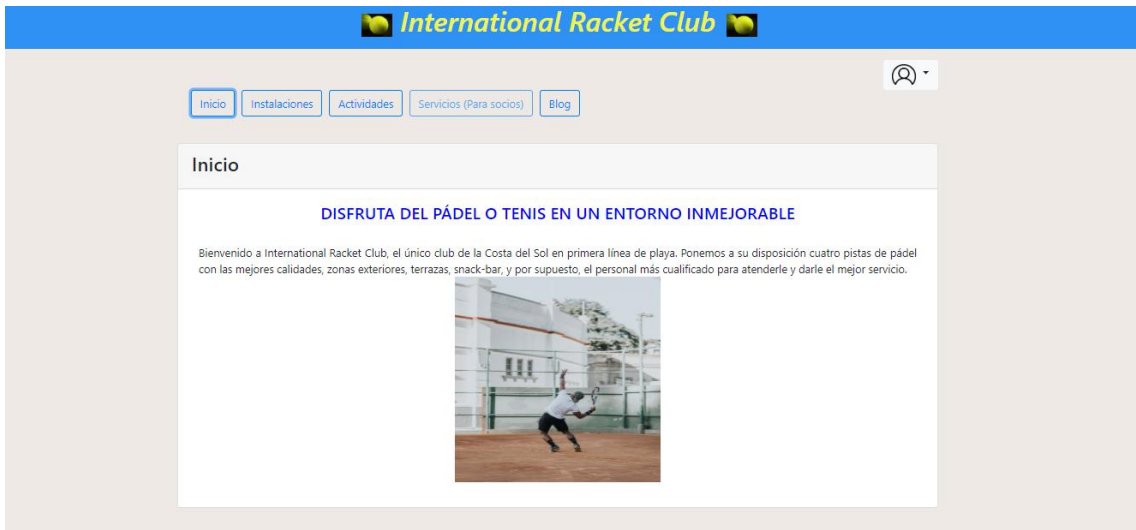 International Racket Club
Inicio Instalaciones Actividades Servicios (Para socios) Blog
Inicio
DISFRUTA DEL PÁDEL O TENIS EN UN ENTORNO INMEJORABLE
Bienvenido a International Racket Club, el único club de la Costa del Sol en primera línea de playa. Ponemos a su disposición cuatro pistas de pádel
con las mejores calidades, zonas exteriores, terrazas, snack-bar, y por supuesto, el personal más cualificado para atenderle y darle el mejor servicio.